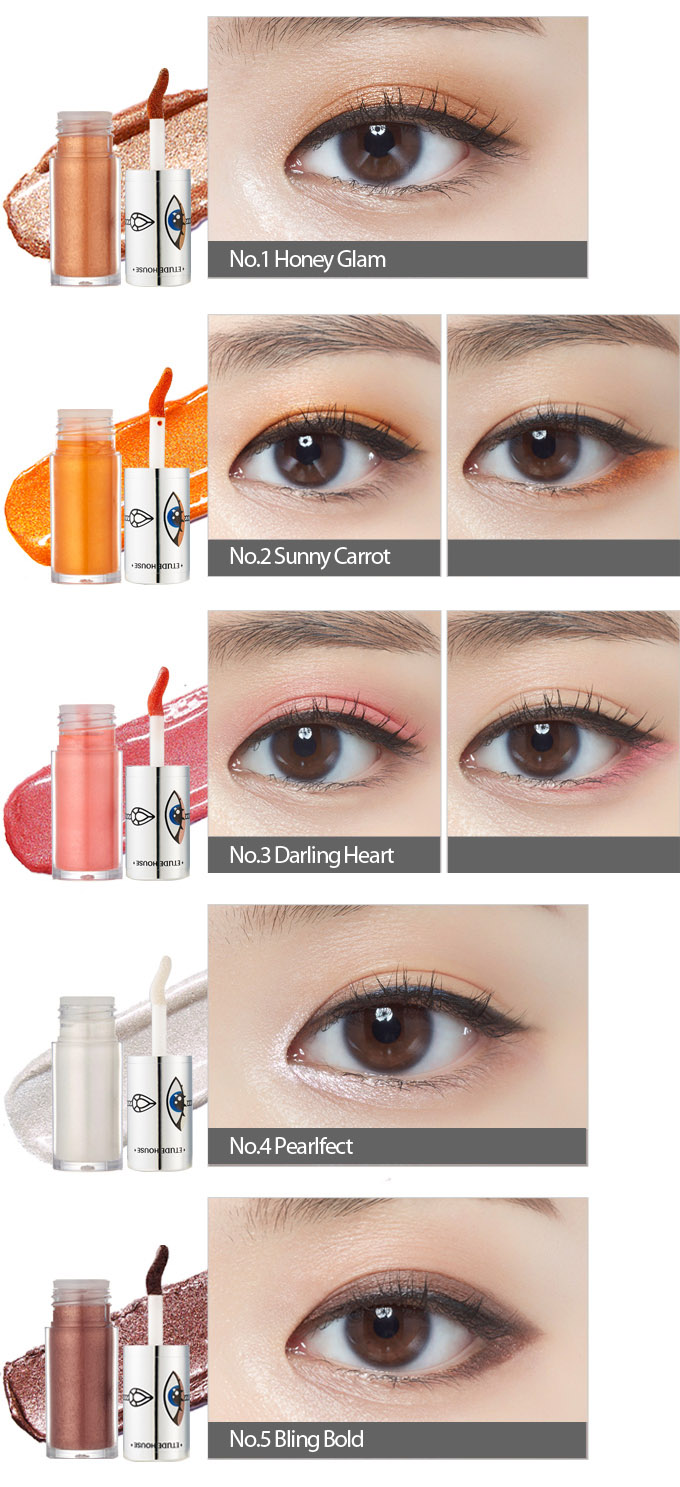 • ETUDE HOUSE •
No.1 Honey Glam
• ETUDE HOUSE •
No.2 Sunny Carrot
• ETUDE HOUSE •
No.3 Darling Heart
• ETUDE HOUSE •
No.4 Pearlfect
• ETUDE HOUSE •
No.5 Bling Bold